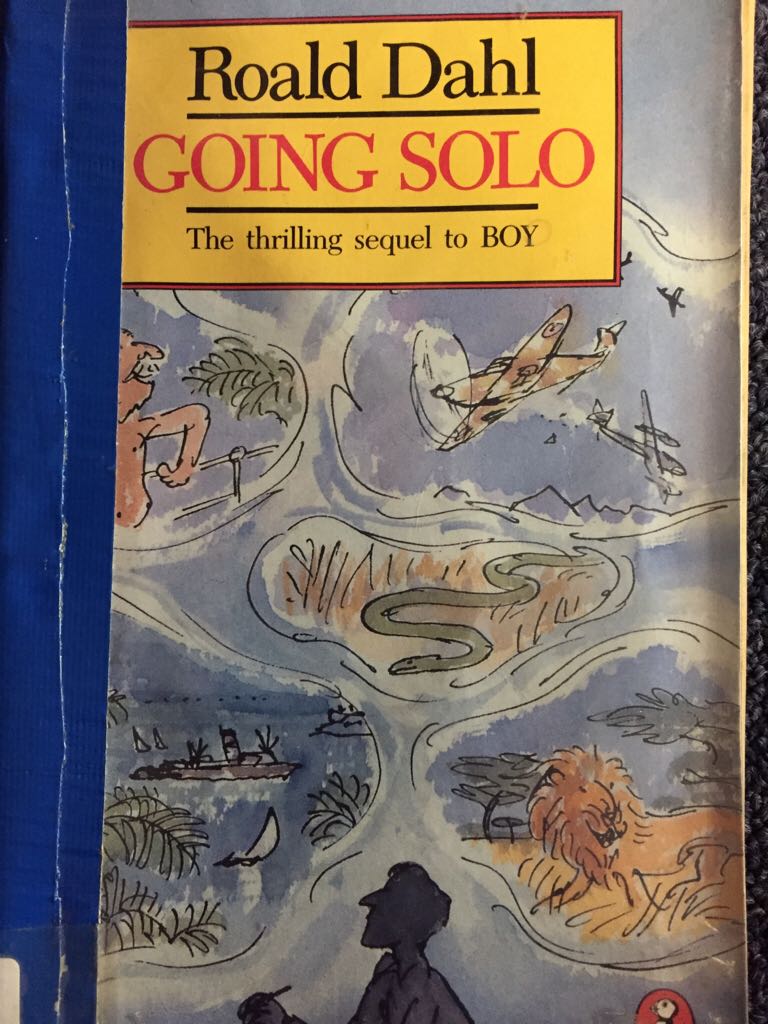 Roald Dahl
GOING SOLO
The thrilling sequel to BOY